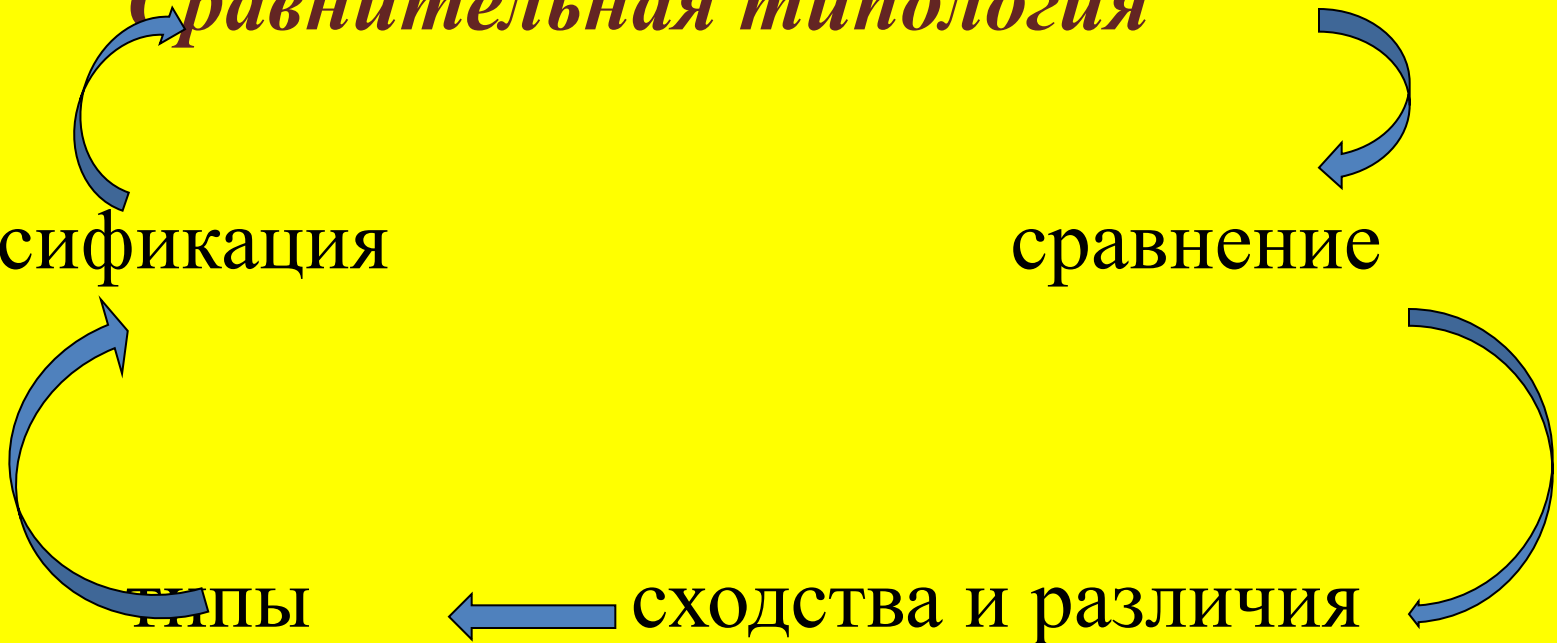 Сравнительная типология
сификация сравнение
типы сходства и различия